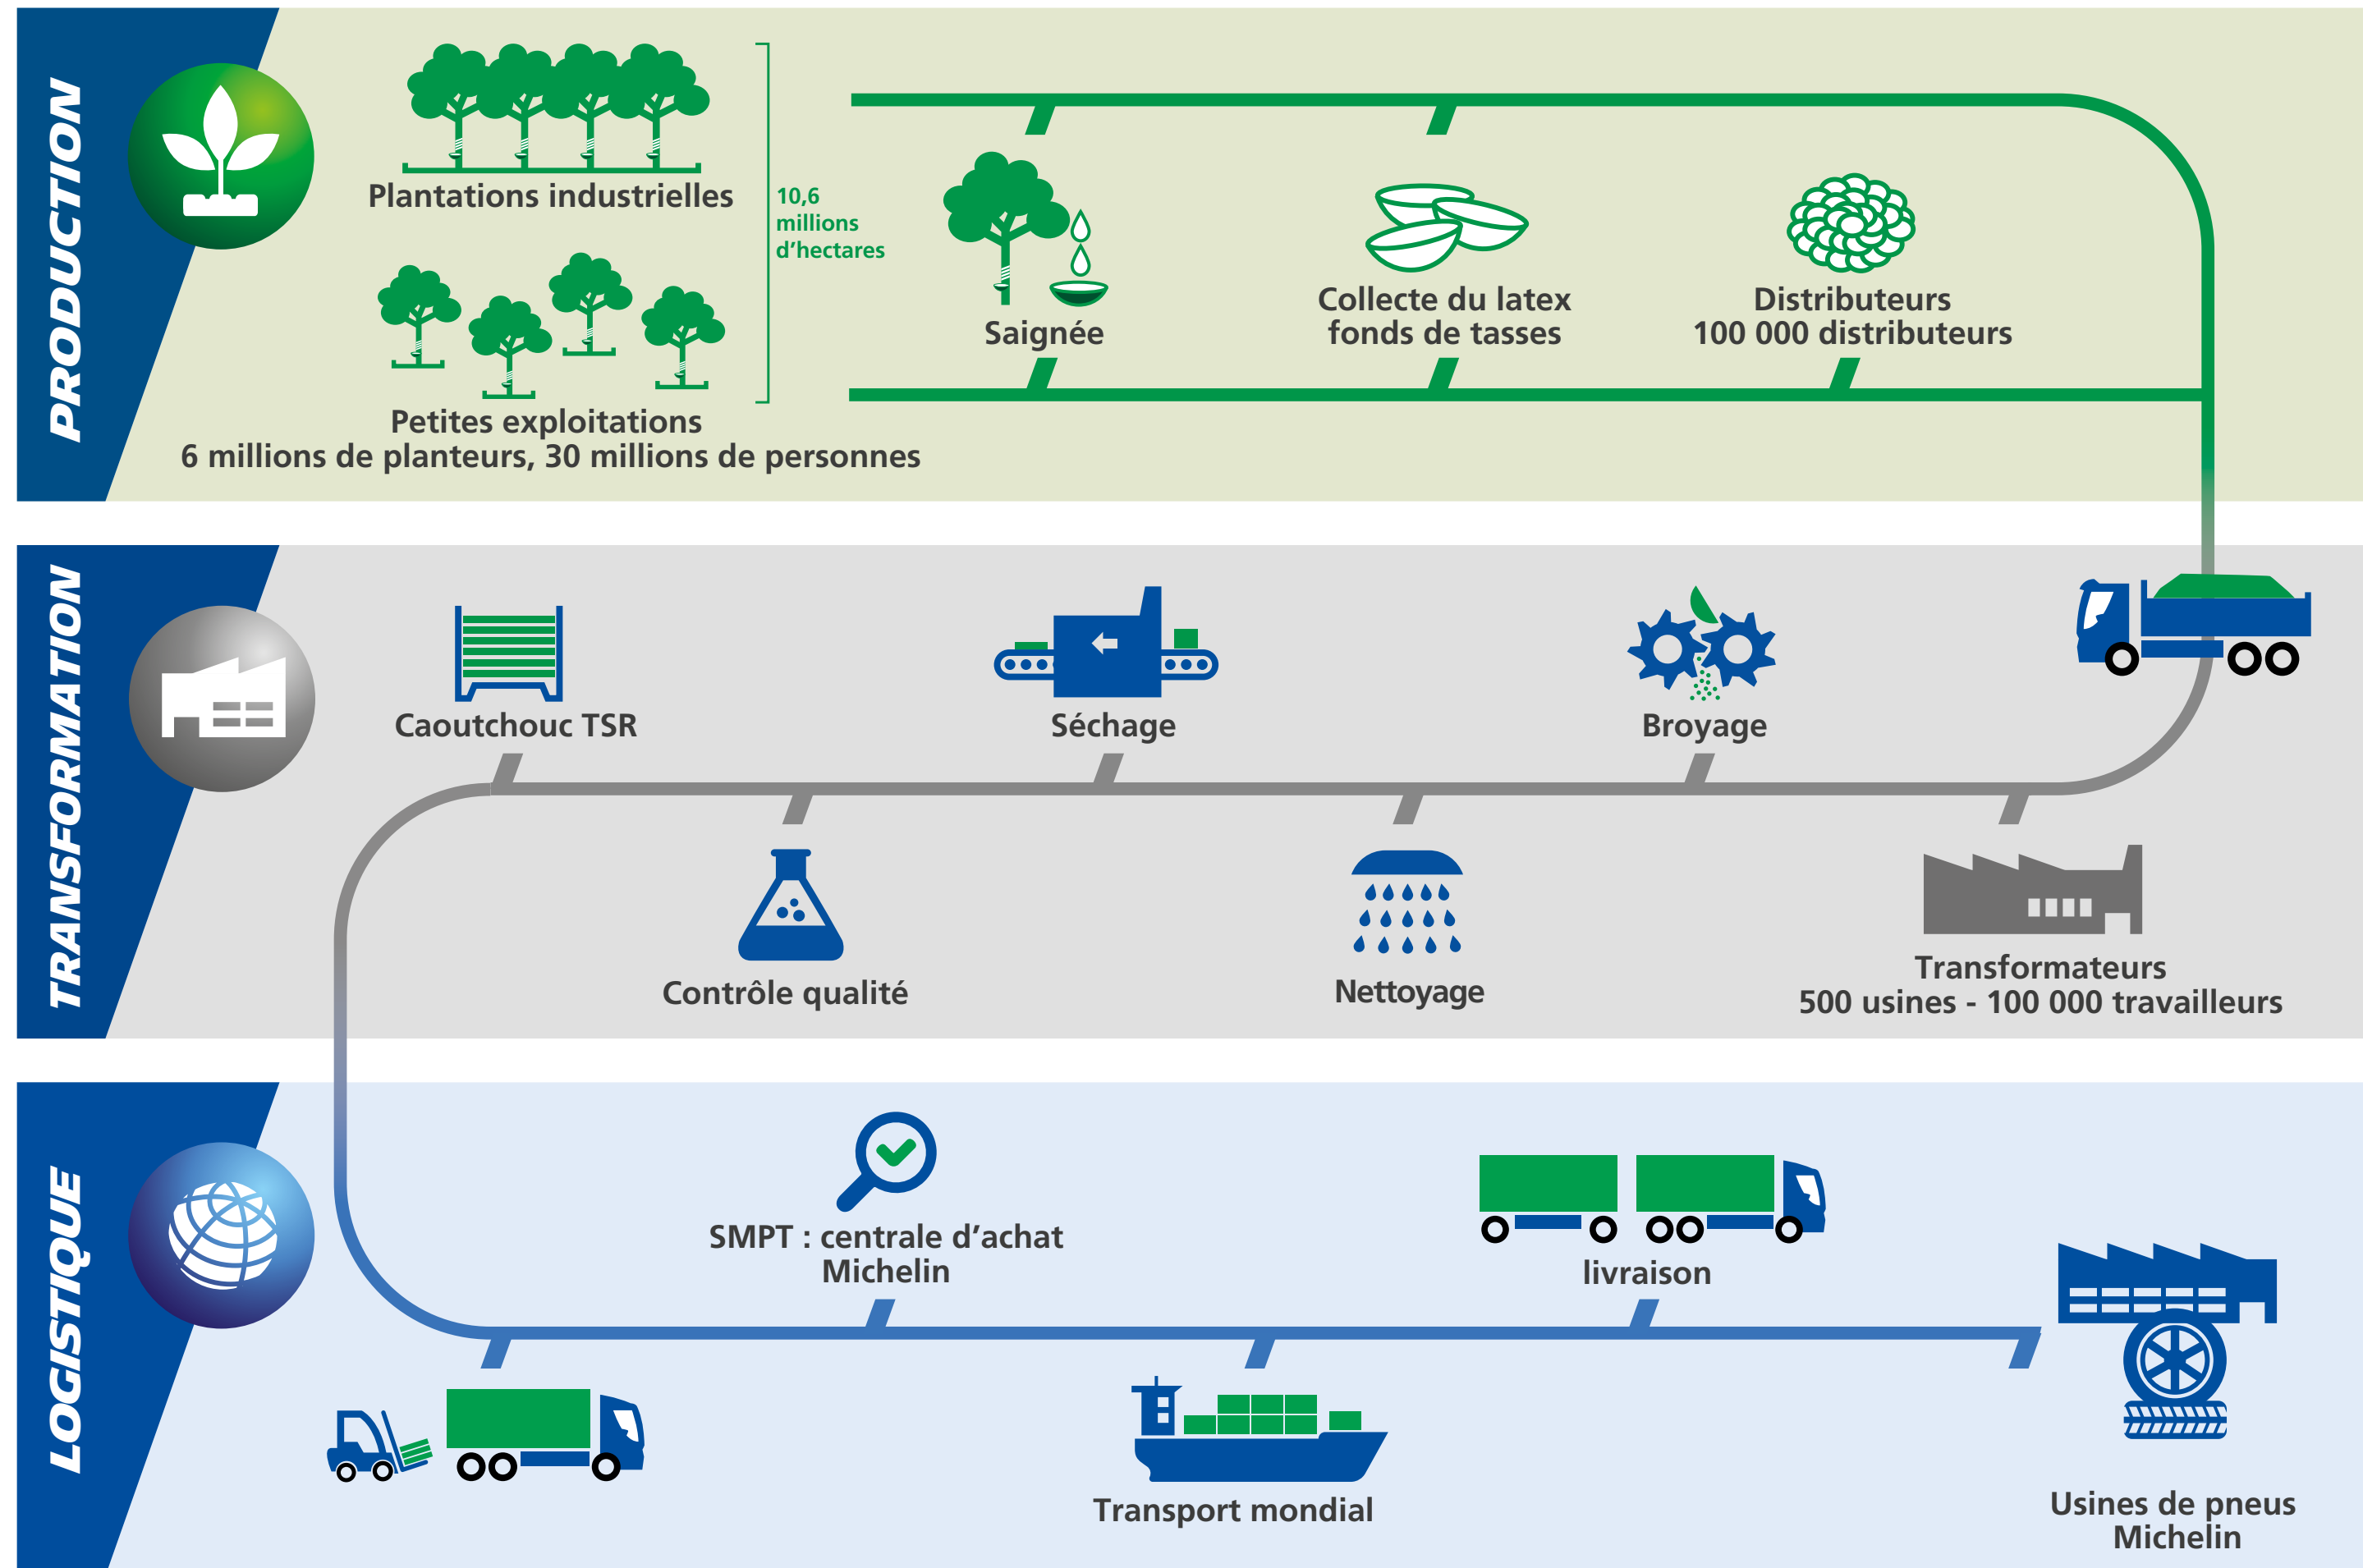 PRODUCTION
Plantations industrielles
10,6
millions
d’hectares
Petites exploitations
6 millions de planteurs, 30 millions de personnes
Saignée
Collecte du latex
fonds de tasses
Distributeurs
100 000 distributeurs
TRANSFORMATION
Caoutchouc TSR
Séchage
Broyage
Contrôle qualité
Nettoyage
Transformateurs
500 usines - 100 000 travailleurs
LOGISTIQUE
SMPT : centrale d’achat
Michelin
livraison
Transport mondial
Usines de pneus
Michelin